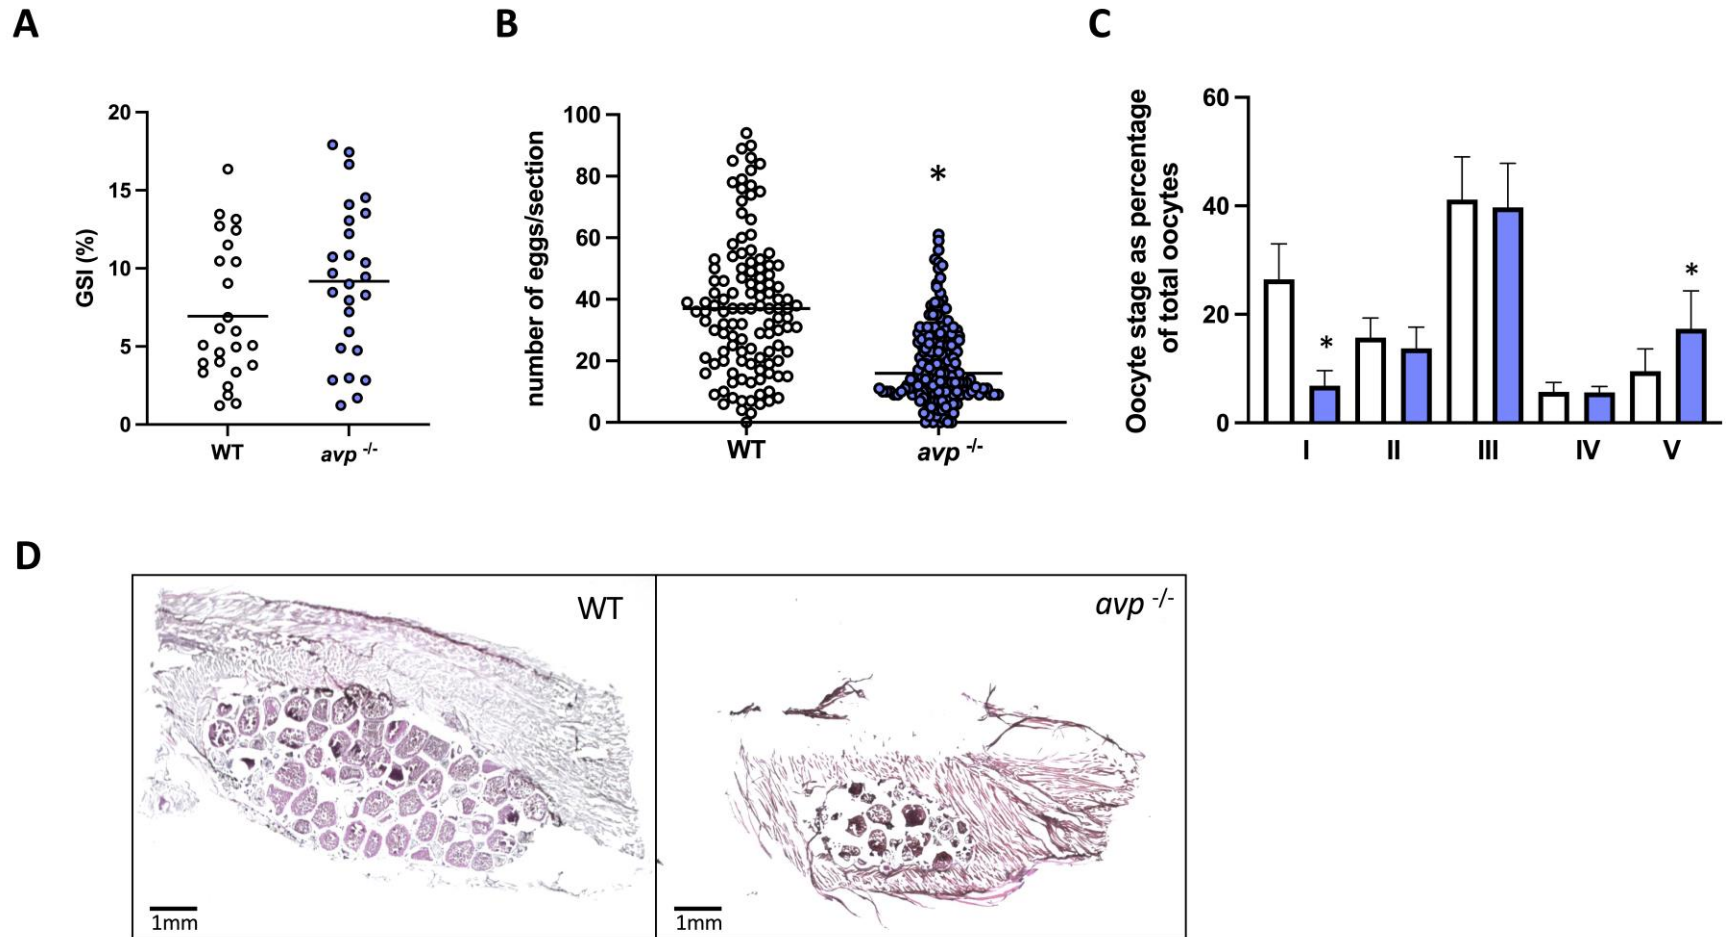 A
B
C
GSI (%)
20
15
10
5
0
WT
avp -/-
number of eggs/section
100
80
60
40
20
0
*
WT
avp -/-
Oocyte stage as percentage
of total oocytes
60
40
20
0
*
*
I
II
III
IV
V
D
WT
1mm
avp -/-
1mm